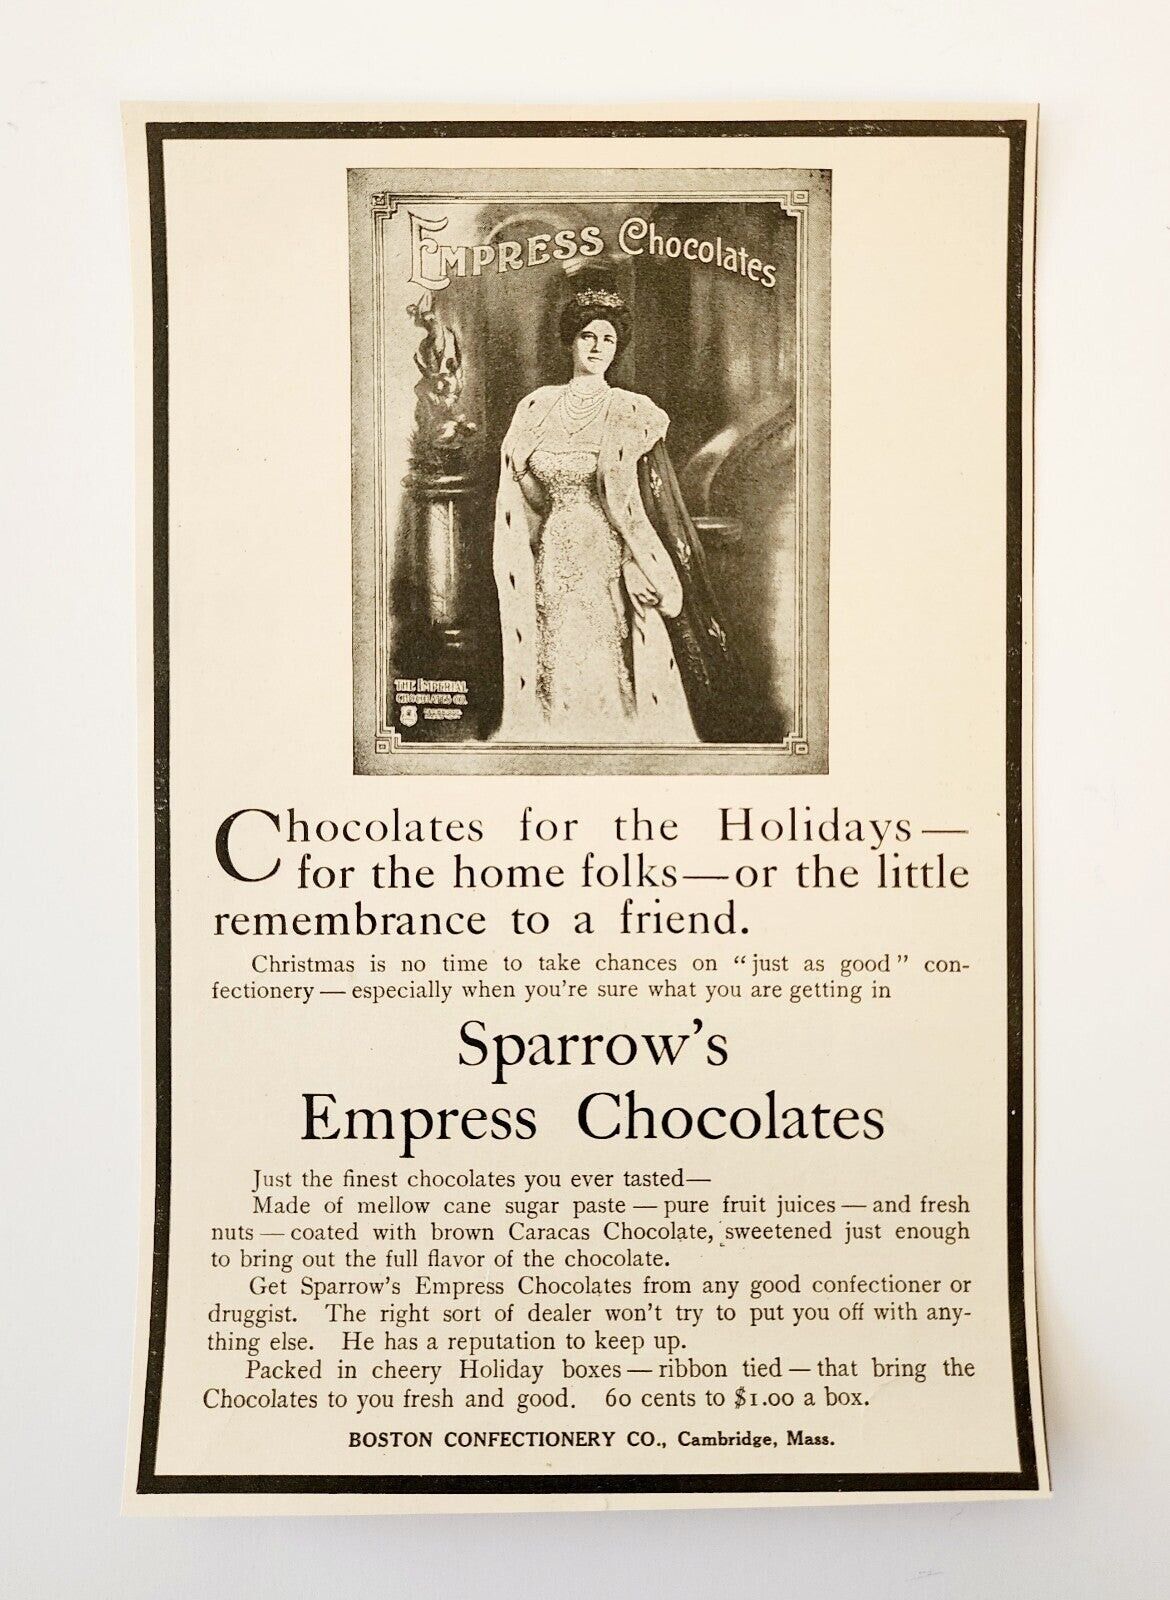 Empress Chocolates
THE IMPERIAL
CHOCOLATES CO.
Chocolates for the Holidays—
for the home folks—or the little
remembrance to a friend.
Christmas is no time to take chances on "just as good" con-
fectionery—especially when you're sure what you are getting in
Sparrow's
Empress Chocolates
Just the finest chocolates you ever tasted—
Made of mellow cane sugar paste—pure fruit juices—and fresh
nuts—coated with brown Caracas Chocolate, sweetened just enough
to bring out the full flavor of the chocolate.
Get Sparrow's Empress Chocolates from any good confectioner or
druggist. The right sort of dealer won't try to put you off with any-
thing else. He has a reputation to keep up.
Packed in cheery Holiday boxes—ribbon tied—that bring the
Chocolates to you fresh and good. 60 cents to $1.00 a box.
BOSTON CONFECTIONERY CO., Cambridge, Mass.